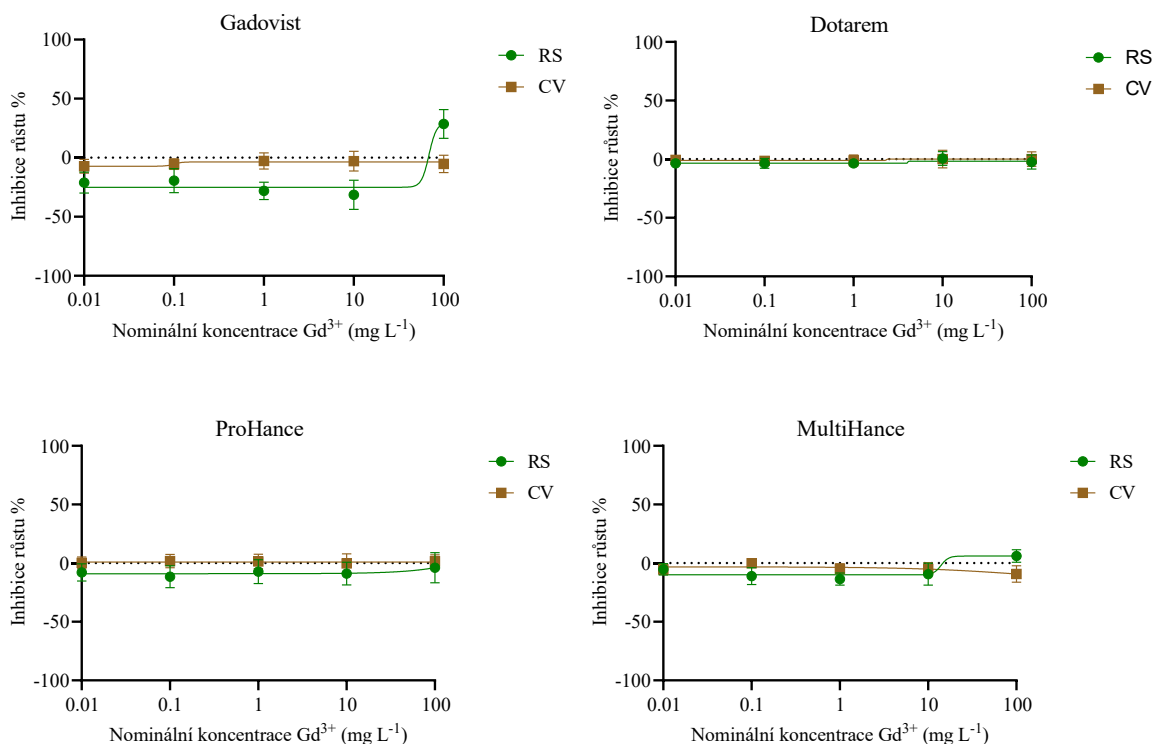 Gadovist
100
50
0
-50
-100
Inhibice růstu %
0.01 0.1 1 10 100
Nominální koncentrace Gd³⁺ (mg L⁻¹)
RS
CV
Dotarem
100
50
0
-50
-100
Inhibice růstu %
0.01 0.1 1 10 100
Nominální koncentrace Gd³⁺ (mg L⁻¹)
RS
CV
ProHance
100
50
0
-50
-100
Inhibice růstu %
0.01 0.1 1 10 100
Nominální koncentrace Gd³⁺ (mg L⁻¹)
RS
CV
MultiHance
100
50
0
-50
-100
Inhibice růstu %
0.01 0.1 1 10 100
Nominální koncentrace Gd³⁺ (mg L⁻¹)
RS
CV